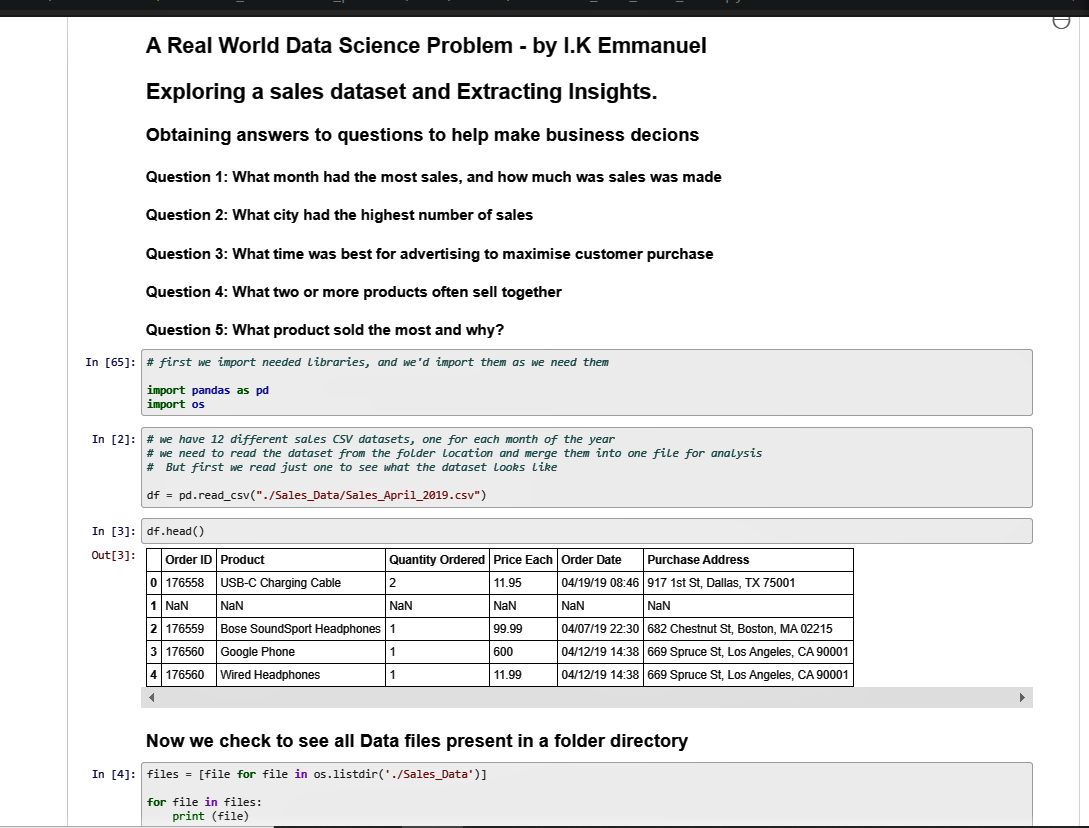 A Real World Data Science Problem - by I.K Emmanuel
Exploring a sales dataset and Extracting Insights.
Obtaining answers to questions to help make business decions
Question 1: What month had the most sales, and how much was sales was made
Question 2: What city had the highest number of sales
Question 3: What time was best for advertising to maximise customer purchase
Question 4: What two or more products often sell together
Question 5: What product sold the most and why?
In [65]: # first we import needed libraries, and we'd import them as we need them
import pandas as pd
import os
In [2]: # we have 12 different sales CSV datasets, one for each month of the year
# we need to read the dataset from the folder location and merge them into one file for analysis
#  But first we read just one to see what the dataset looks like
df = pd.read_csv("./Sales_Data/Sales_April_2019.csv")
In [3]: df.head()
Out[3]:
Order ID Product Quantity Ordered Price Each Order Date Purchase Address
0 176558 USB-C Charging Cable 2 11.95 04/19/19 08:46 917 1st St, Dallas, TX 75001
1 NaN NaN NaN NaN NaN NaN
2 176559 Bose SoundSport Headphones 1 99.99 04/07/19 22:30 682 Chestnut St, Boston, MA 02215
3 176560 Google Phone 1 600 04/12/19 14:38 669 Spruce St, Los Angeles, CA 90001
4 176560 Wired Headphones 1 11.99 04/12/19 14:38 669 Spruce St, Los Angeles, CA 90001
Now we check to see all Data files present in a folder directory
In [4]: files = [file for file in os.listdir('./Sales_Data')]
for file in files:
    print (file)